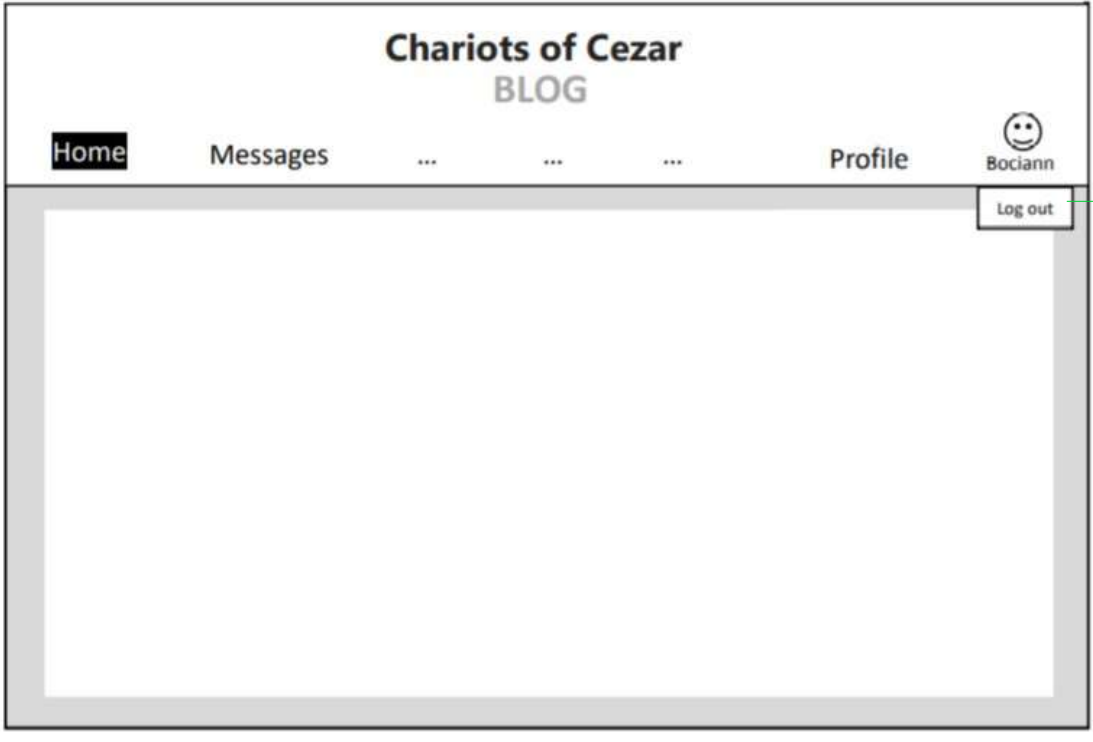 Chariots of Cezar
BLOG
Home Messages ... ... ... Profile Bociann
Log out